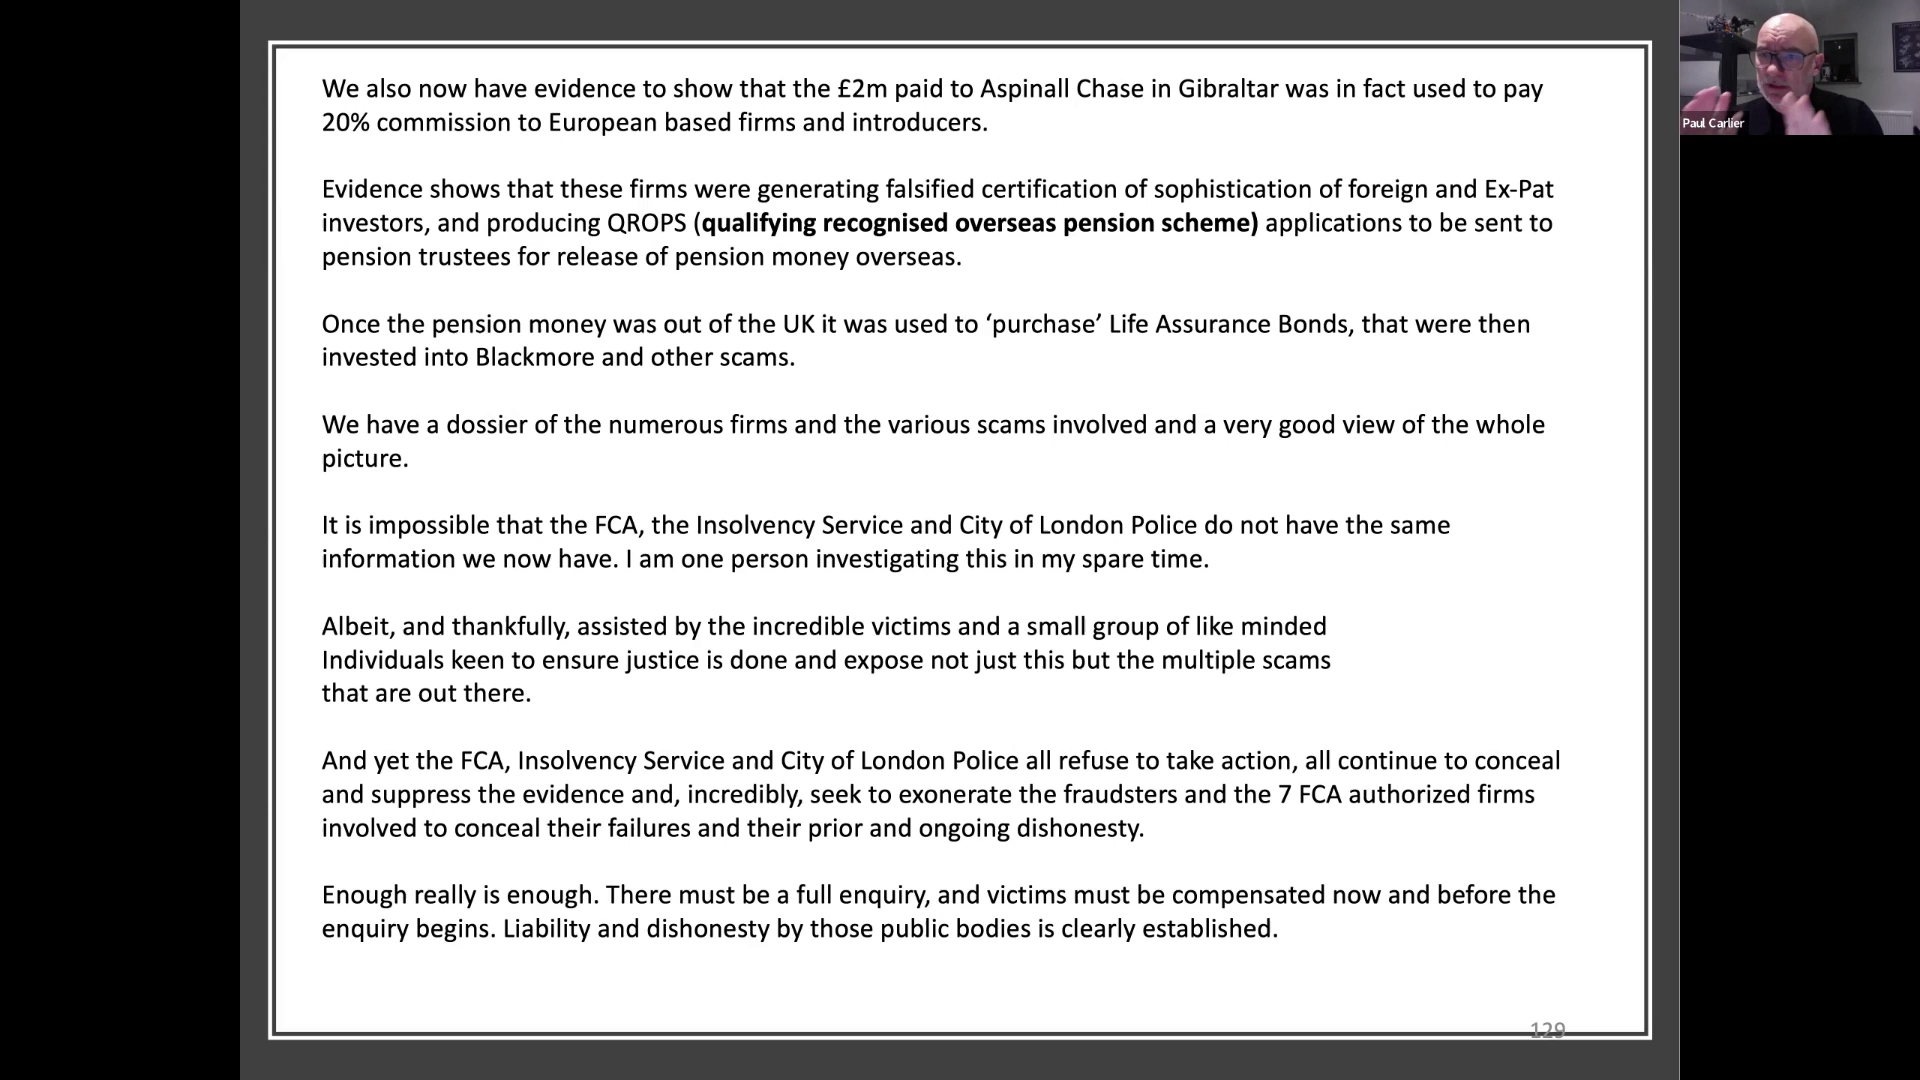 We also now have evidence to show that the £2m paid to Aspinall Chase in Gibraltar was in fact used to pay
20% commission to European based firms and introducers.
Evidence shows that these firms were generating falsified certification of sophistication of foreign and Ex-Pat
investors, and producing QROPS (qualifying recognised overseas pension scheme) applications to be sent to
pension trustees for release of pension money overseas.
Once the pension money was out of the UK it was used to ‘purchase’ Life Assurance Bonds, that were then
invested into Blackmore and other scams.
We have a dossier of the numerous firms and the various scams involved and a very good view of the whole
picture.
It is impossible that the FCA, the Insolvency Service and City of London Police do not have the same
information we now have. I am one person investigating this in my spare time.
Albeit, and thankfully, assisted by the incredible victims and a small group of like minded
Individuals keen to ensure justice is done and expose not just this but the multiple scams
that are out there.
And yet the FCA, Insolvency Service and City of London Police all refuse to take action, all continue to conceal
and suppress the evidence and, incredibly, seek to exonerate the fraudsters and the 7 FCA authorized firms
involved to conceal their failures and their prior and ongoing dishonesty.
Enough really is enough. There must be a full enquiry, and victims must be compensated now and before the
enquiry begins. Liability and dishonesty by those public bodies is clearly established.
129
Paul Carlier